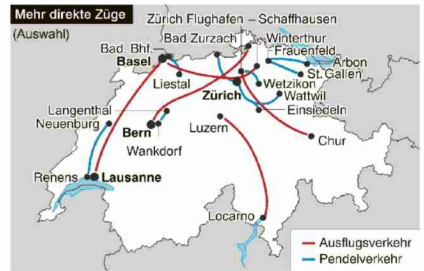 Mehr direkte Züge
(Auswahl)
Zürich Flughafen – Schaffhausen
Bad Zurzach
Winterthur
Bad. Bhf.
Frauenfeld
Basel
Arbon
St. Gallen
Liestal
Wetzikon
Zürich
Wattwil
Langenthal
Einsiedeln
Neuenburg
Luzern
Bern
Wankdorf
Chur
Renens
Lausanne
Locarno
Ausflugsverkehr
Pendelverkehr